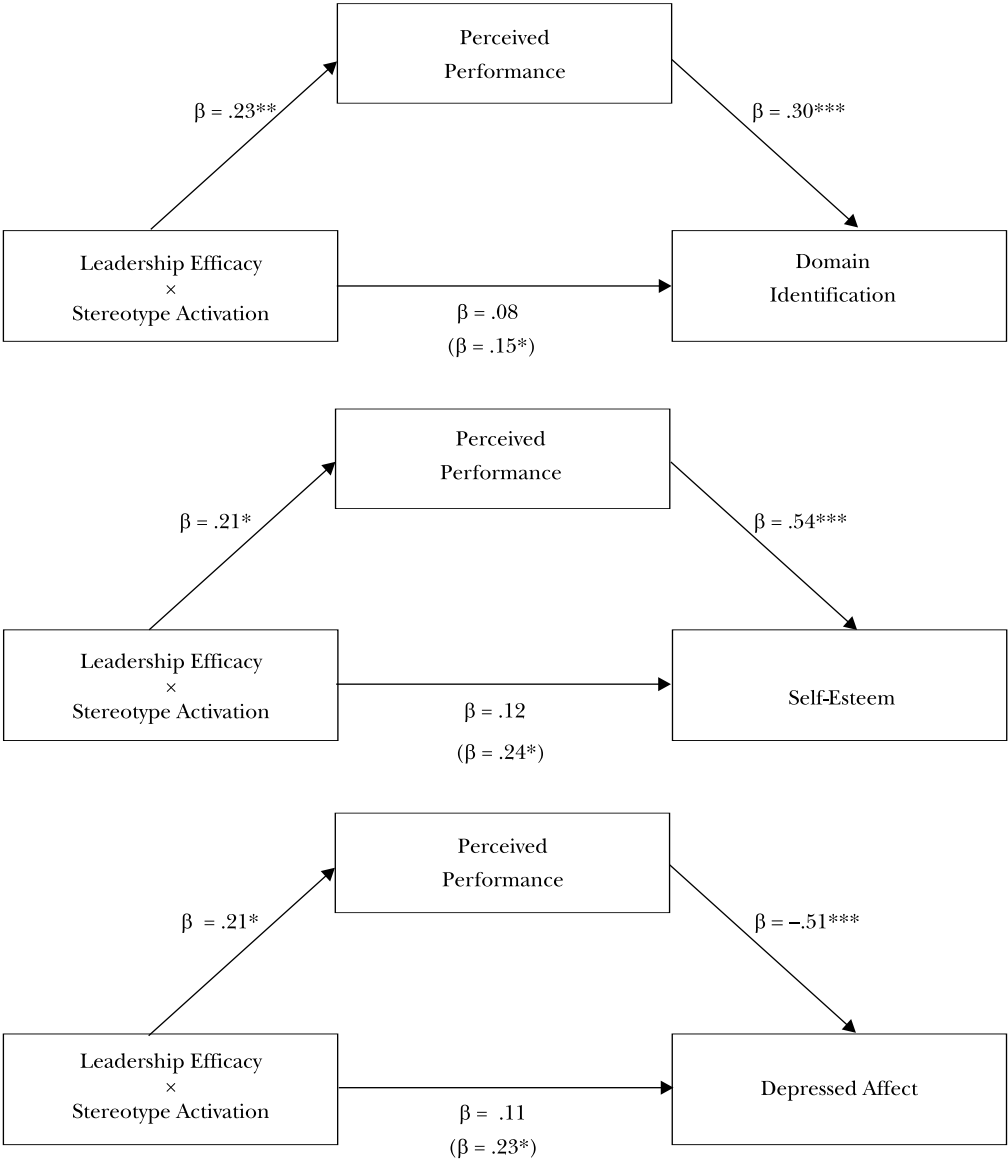 Perceived
Performance
β = .23**
β = .30***
Leadership Efficacy
×
Stereotype Activation
Domain
Identification
β = .08
(β = .15*)
Perceived
Performance
β = .21*
β = .54***
Leadership Efficacy
×
Stereotype Activation
Self-Esteem
β = .12
(β = .24*)
Perceived
Performance
β = .21*
β = –.51***
Leadership Efficacy
×
Stereotype Activation
Depressed Affect
β = .11
(β = .23*)